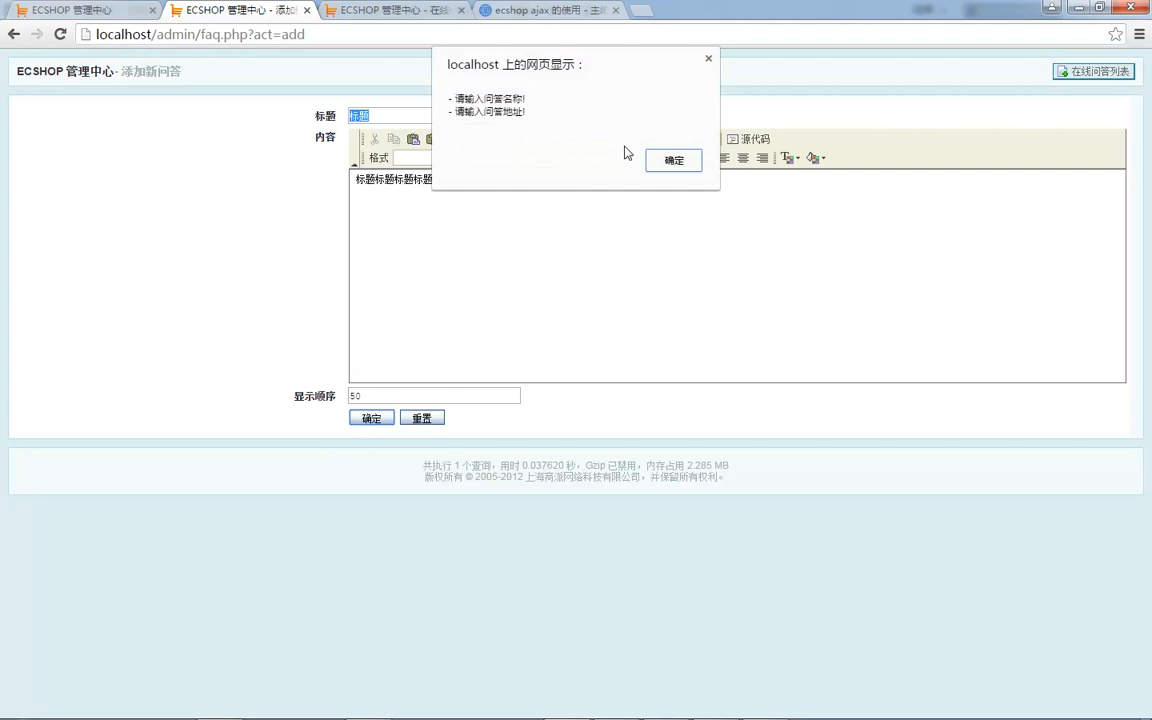 ECSHOP 管理中心
ECSHOP 管理中心 - 添加
ECSHOP 管理中心 - 在线
ecshop ajax 的使用 - 主
localhost/admin/faq.php?act=add
ECSHOP 管理中心 - 添加新问答
在线问答列表
localhost 上的网页显示：
- 请输入问答名称!
- 请输入问答地址!
确定
标题
标题
内容
源代码
格式
标题标题标题标题
显示顺序
50
确定
重置
共执行 1 个查询，用时 0.037620 秒，Gzip 已禁用，内存占用 2.285 MB
版权所有 © 2005-2012 上海商派网络科技有限公司，并保留所有权利。